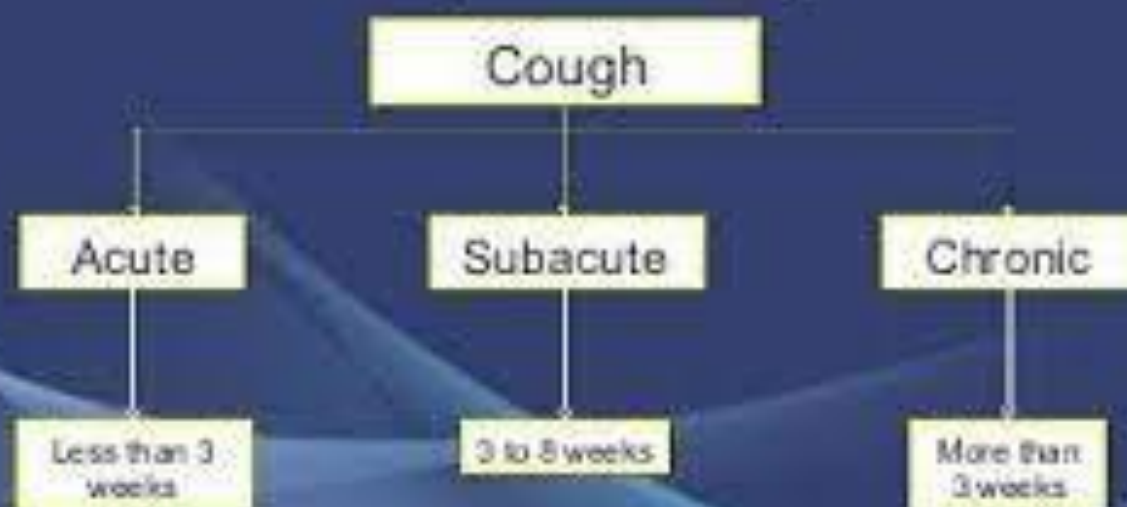 Cough
Acute
Subacute
Chronic
Less than 3
weeks
3 to 8 weeks
More than
3 weeks